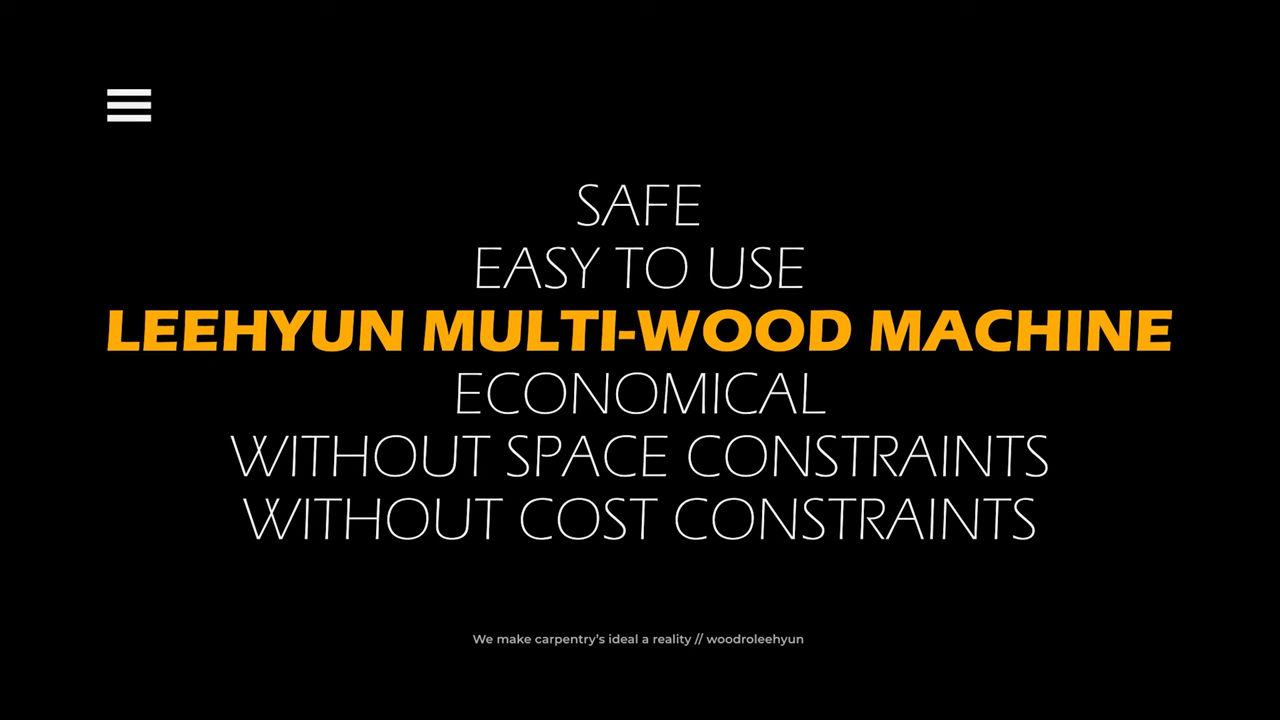 SAFE
EASY TO USE
LEEHYUN MULTI-WOOD MACHINE
ECONOMICAL
WITHOUT SPACE CONSTRAINTS
WITHOUT COST CONSTRAINTS
We make carpentry’s ideal a reality // woodroleehyun